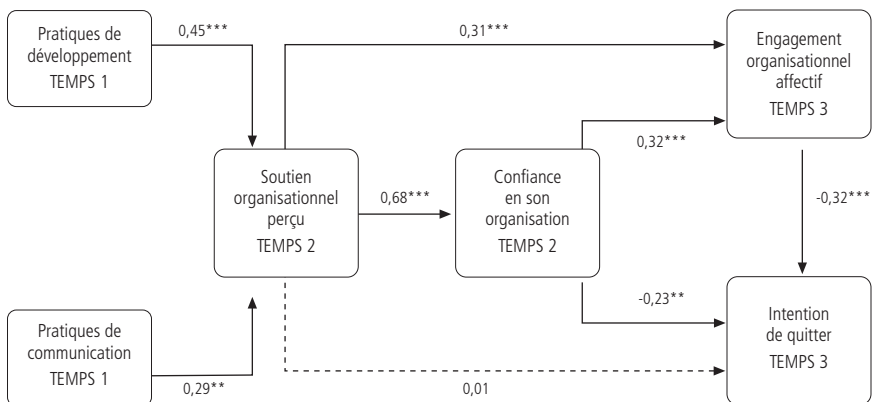 Pratiques de
développement
TEMPS 1
0,45***
0,31***
Engagement
organisationnel
affectif
TEMPS 3
Soutien
organisationnel
perçu
TEMPS 2
0,68***
Confiance
en son
organisation
TEMPS 2
0,32***
-0,32***
-0,23**
Pratiques de
communication
TEMPS 1
0,29**
0,01
Intention
de quitter
TEMPS 3